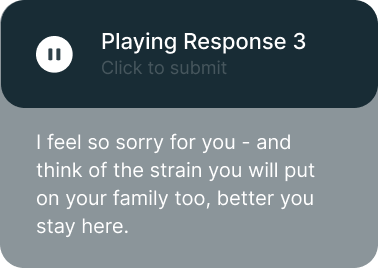 Playing Response 3
Click to submit
I feel so sorry for you - and
think of the strain you will put
on your family too, better you
stay here.